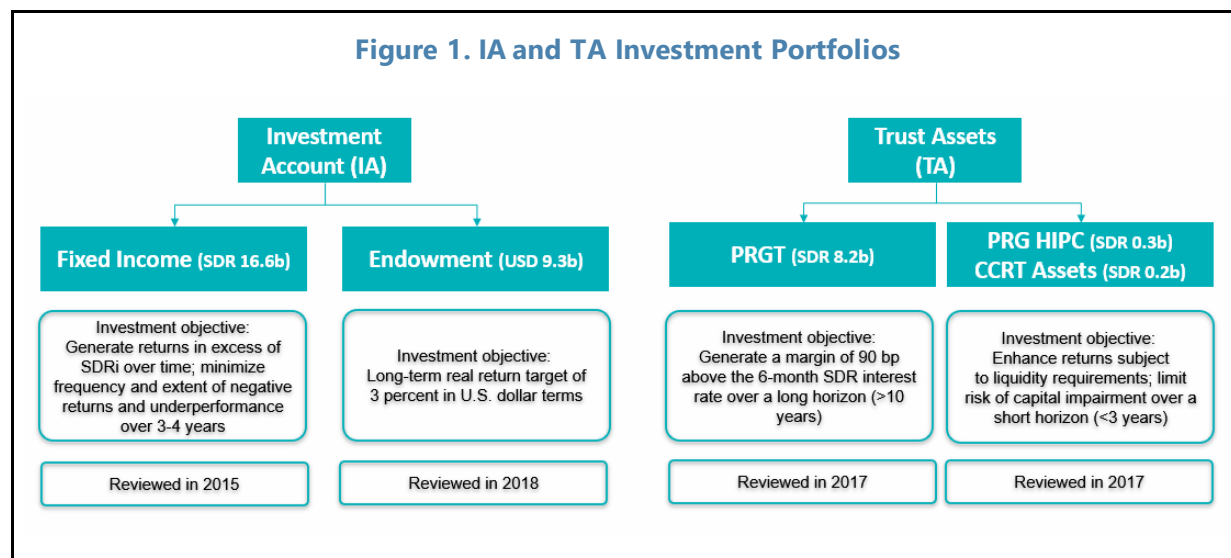 Figure 1. IA and TA Investment Portfolios
Investment
Account (IA)
Trust Assets
(TA)
Fixed Income (SDR 16.6b)
Endowment (USD 9.3b)
PRGT (SDR 8.2b)
PRG HIPC (SDR 0.3b)
CCRT Assets (SDR 0.2b)
Investment objective:
Generate returns in excess of
SDRi over time; minimize
frequency and extent of negative
returns and underperformance
over 3-4 years
Investment objective:
Long-term real return target of
3 percent in U.S. dollar terms
Investment objective:
Generate a margin of 90 bp
above the 6-month SDR interest
rate over a long horizon (>10
years)
Investment objective:
Enhance returns subject
to liquidity requirements; limit
risk of capital impairment over a
short horizon (<3 years)
Reviewed in 2015
Reviewed in 2018
Reviewed in 2017
Reviewed in 2017